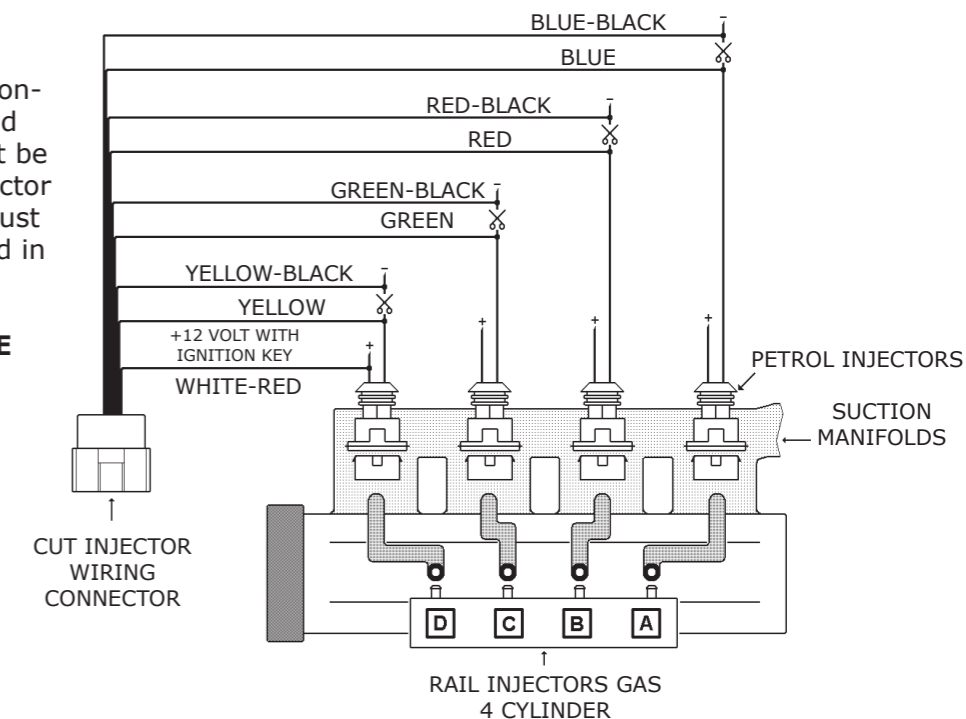 on-
d
t be
ctor
ust
d in
E
BLUE-BLACK
-
BLUE
RED-BLACK
-
RED
GREEN-BLACK
-
GREEN
YELLOW-BLACK
-
YELLOW
+12 VOLT WITH
IGNITION KEY
WHITE-RED
+ + + +
PETROL INJECTORS
SUCTION
MANIFOLDS
CUT INJECTOR
WIRING
CONNECTOR
D C B A
RAIL INJECTORS GAS
4 CYLINDER